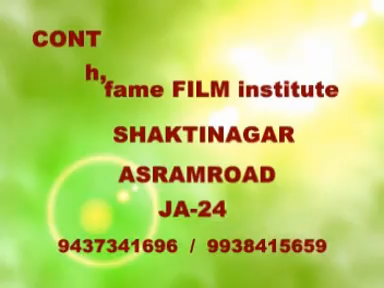 CONT
h,
fame FILM institute
SHAKTINAGAR
ASRAMROAD
JA-24
9437341696 / 9938415659